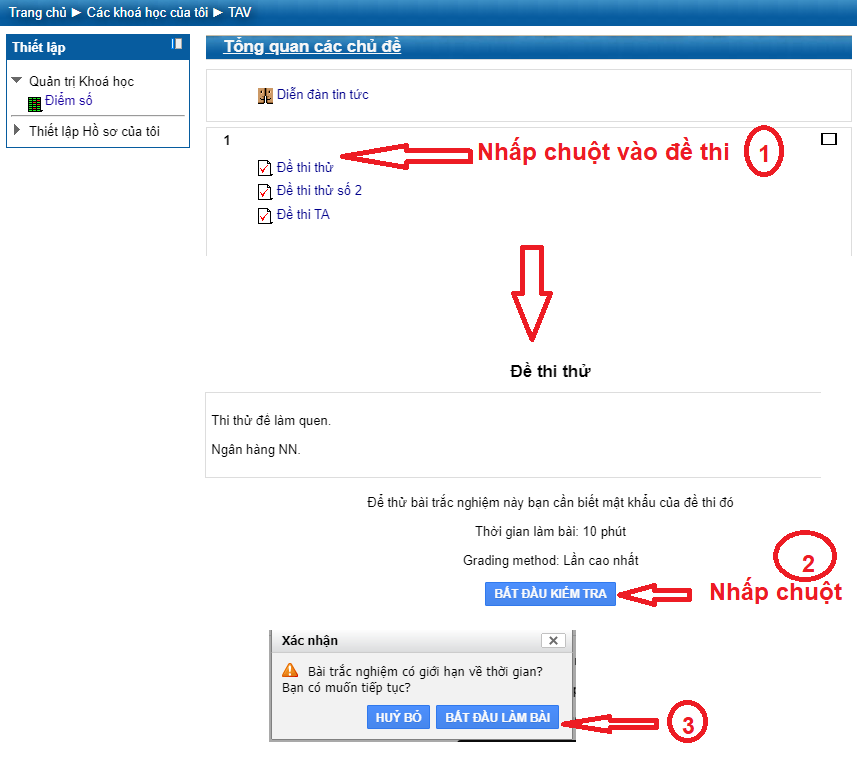 Trang chủ ► Các khoá học của tôi ► TAV
Thiết lập
Quản trị Khoá học
Điểm số
Thiết lập Hồ sơ của tôi
Tổng quan các chủ đề
Diễn đàn tin tức
1
Đề thi thử
Đề thi thử số 2
Đề thi TA
Nhấp chuột vào đề thi 1
Đề thi thử
Thi thử để làm quen.
Ngân hàng NN.
Để thử bài trắc nghiệm này bạn cần biết mật khẩu của đề thi đó
Thời gian làm bài: 10 phút
Grading method: Lần cao nhất
2
BẮT ĐẦU KIỂM TRA
Nhấp chuột
Xác nhận
Bài trắc nghiệm có giới hạn về thời gian?
Bạn có muốn tiếp tục?
HUỶ BỎ BẮT ĐẦU LÀM BÀI
3